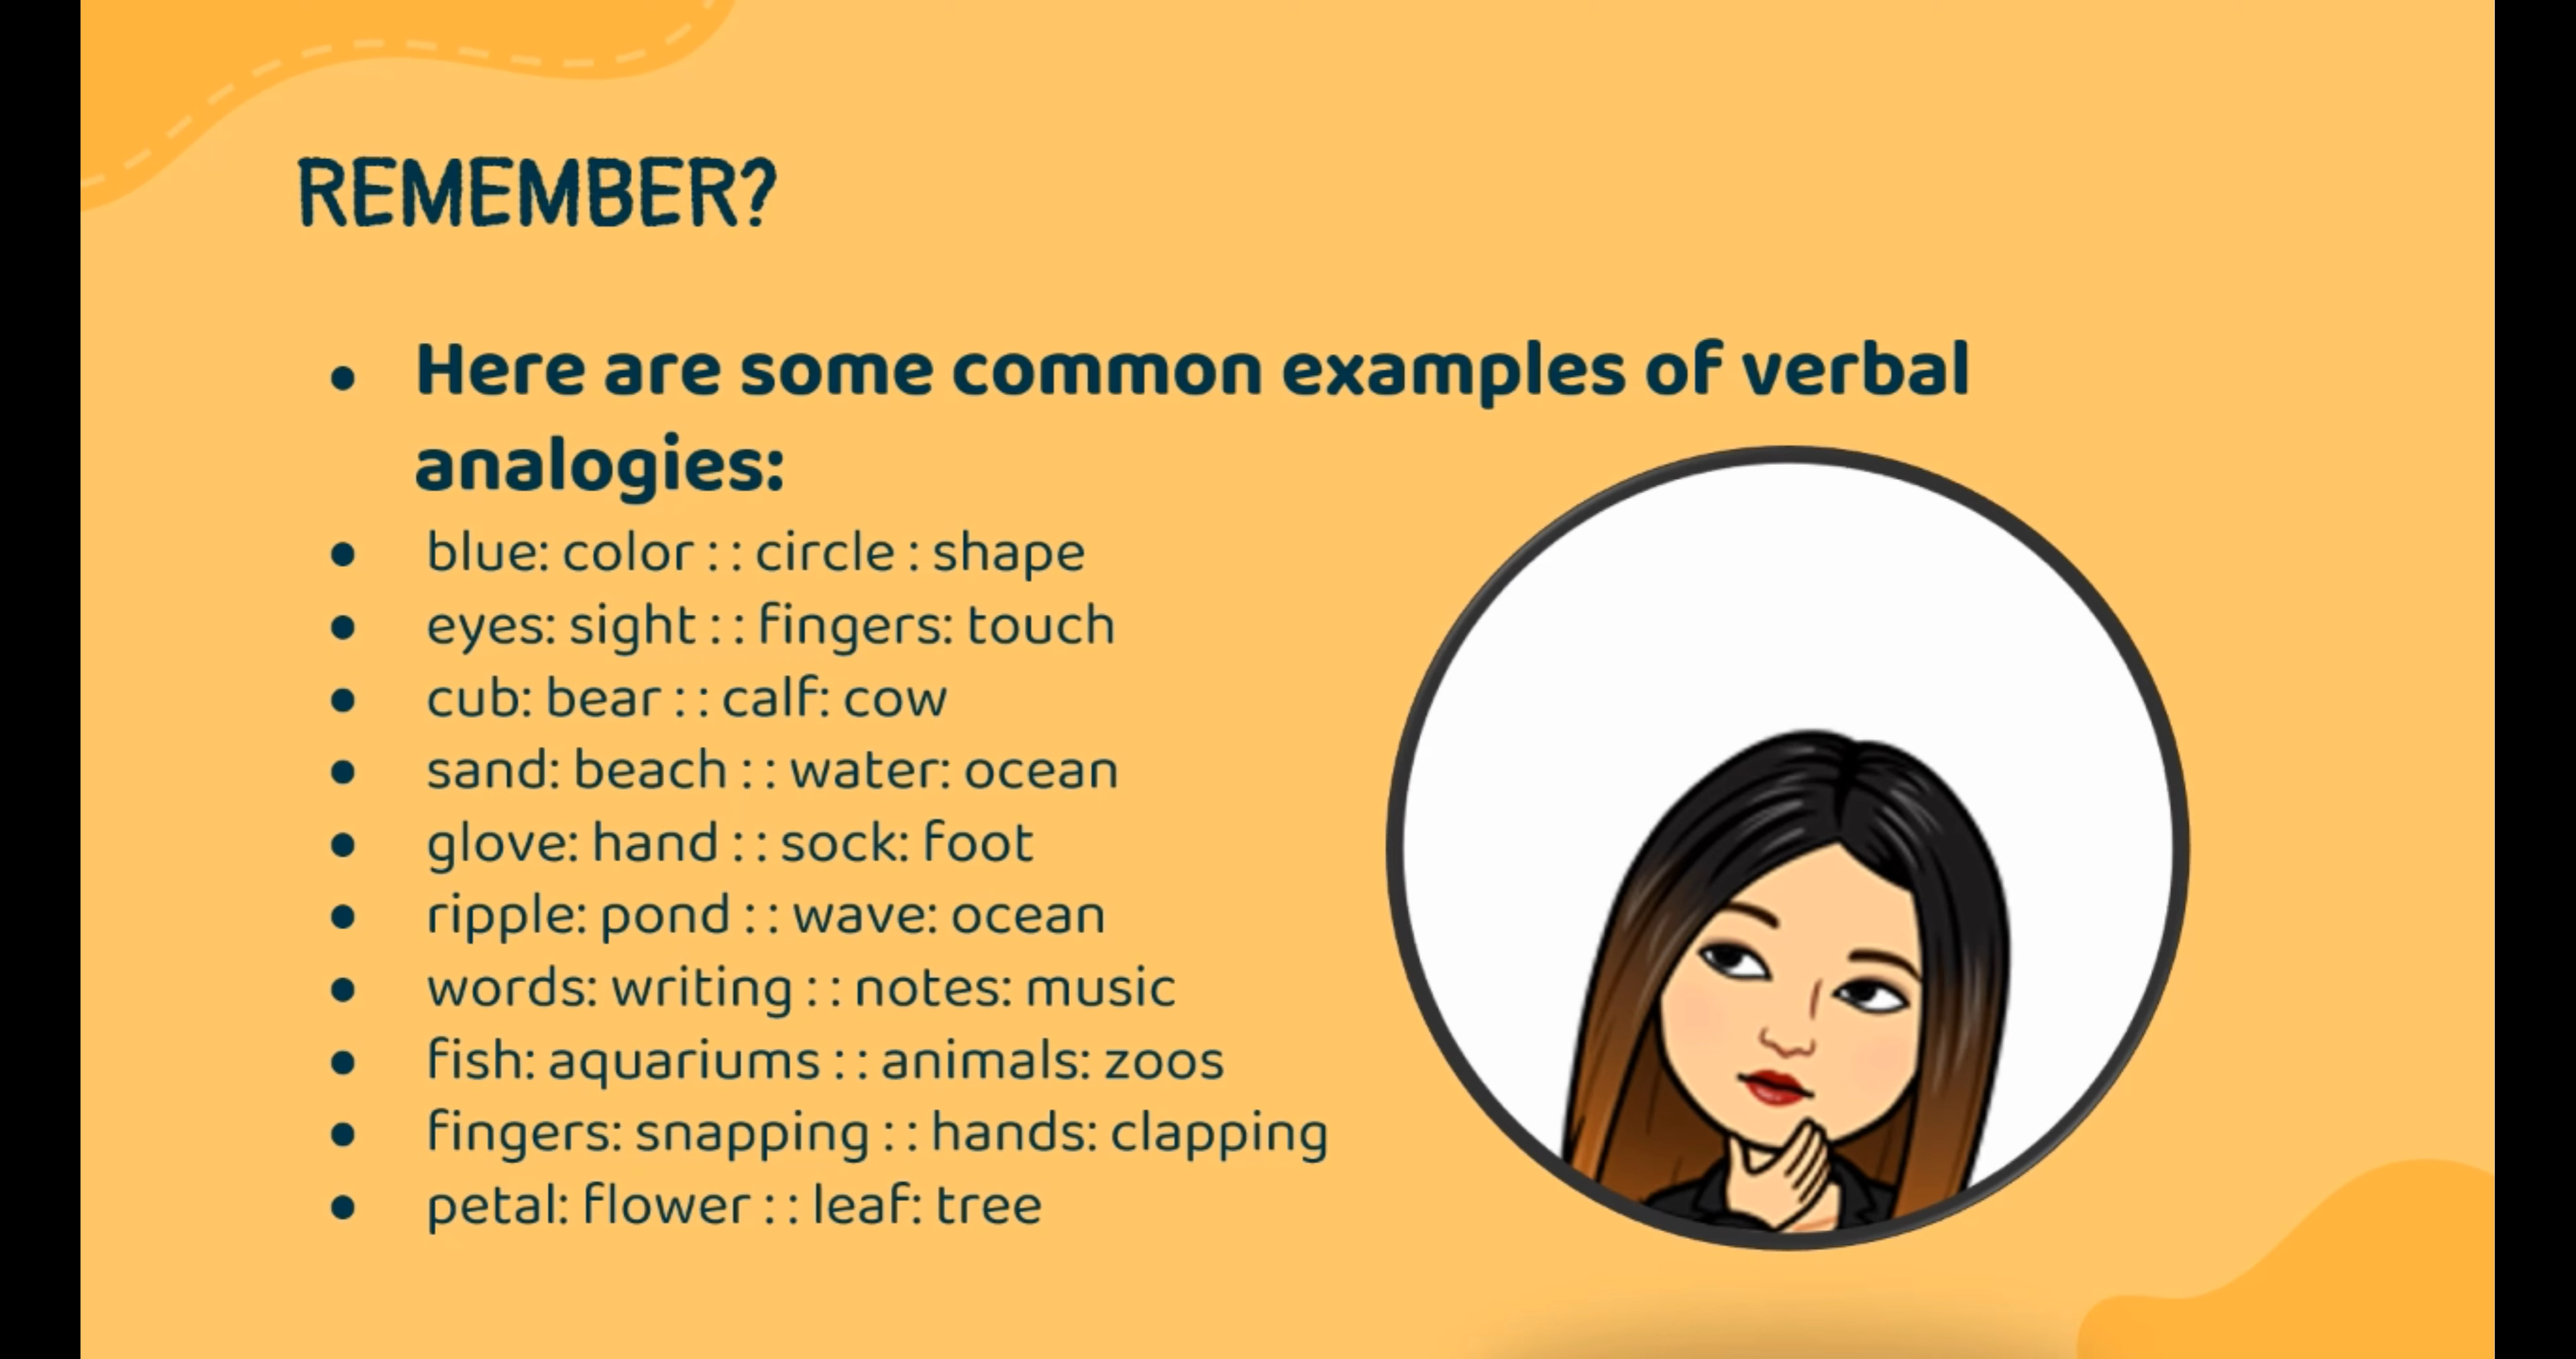 REMEMBER?
● Here are some common examples of verbal
analogies:
● blue: color : : circle : shape
● eyes: sight : : fingers: touch
● cub: bear : : calf: cow
● sand: beach : : water: ocean
● glove: hand : : sock: foot
● ripple: pond : : wave: ocean
● words: writing : : notes: music
● fish: aquariums : : animals: zoos
● fingers: snapping : : hands: clapping
● petal: flower : : leaf: tree